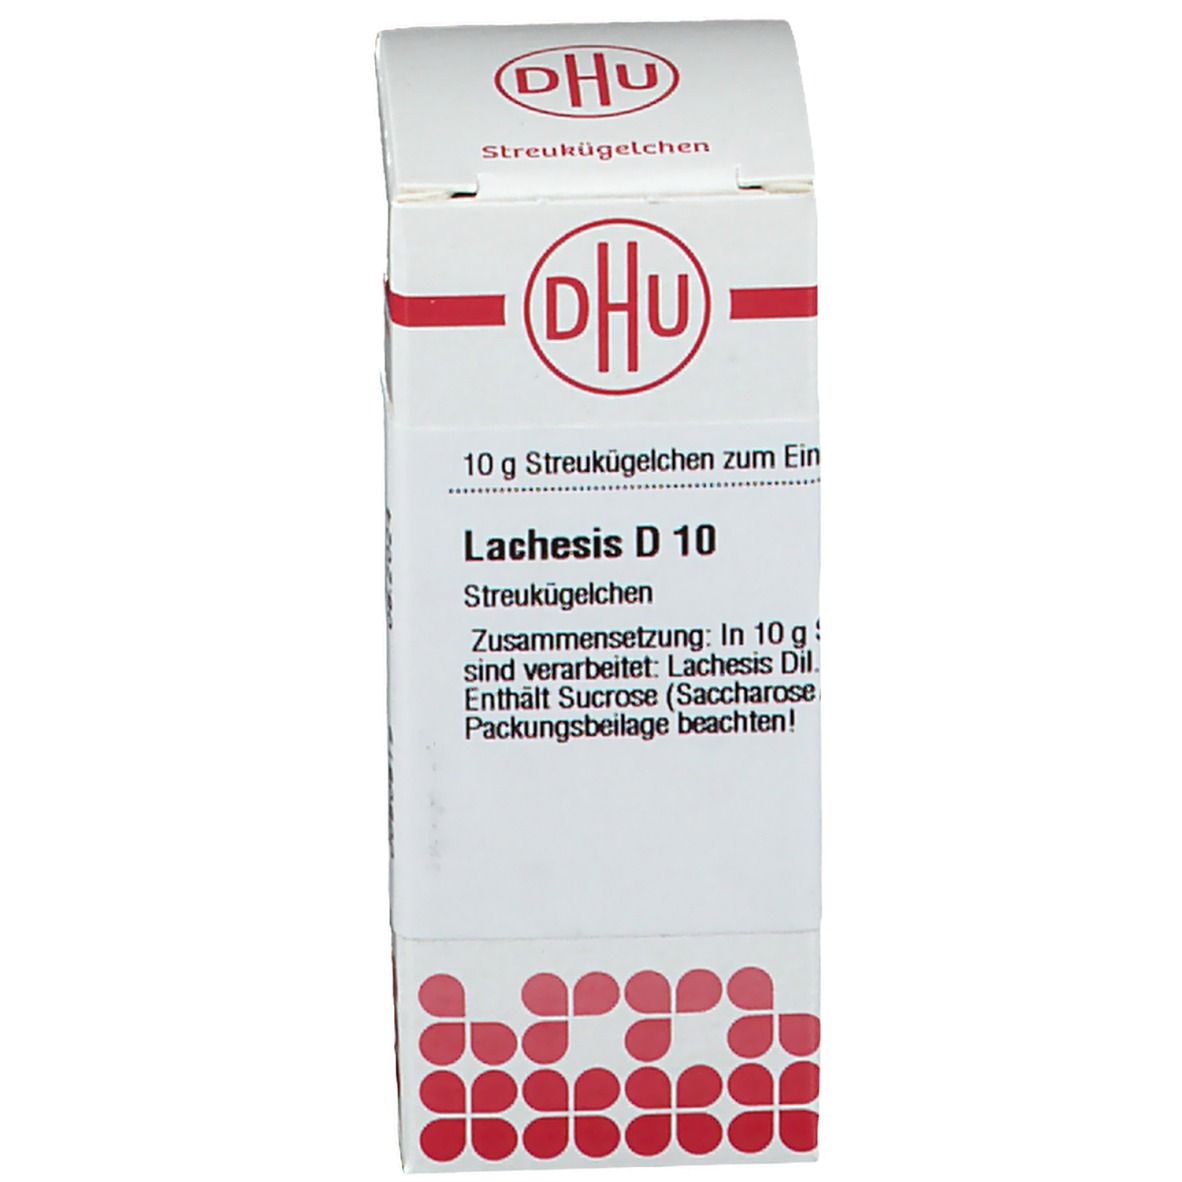 DHU
Streukügelchen
DHU
10 g Streukügelchen zum Ein
Lachesis D 10
Streukügelchen
Zusammensetzung: In 10 g
sind verarbeitet: Lachesis Dil.
Enthält Sucrose (Saccharose
Packungsbeilage beachten!